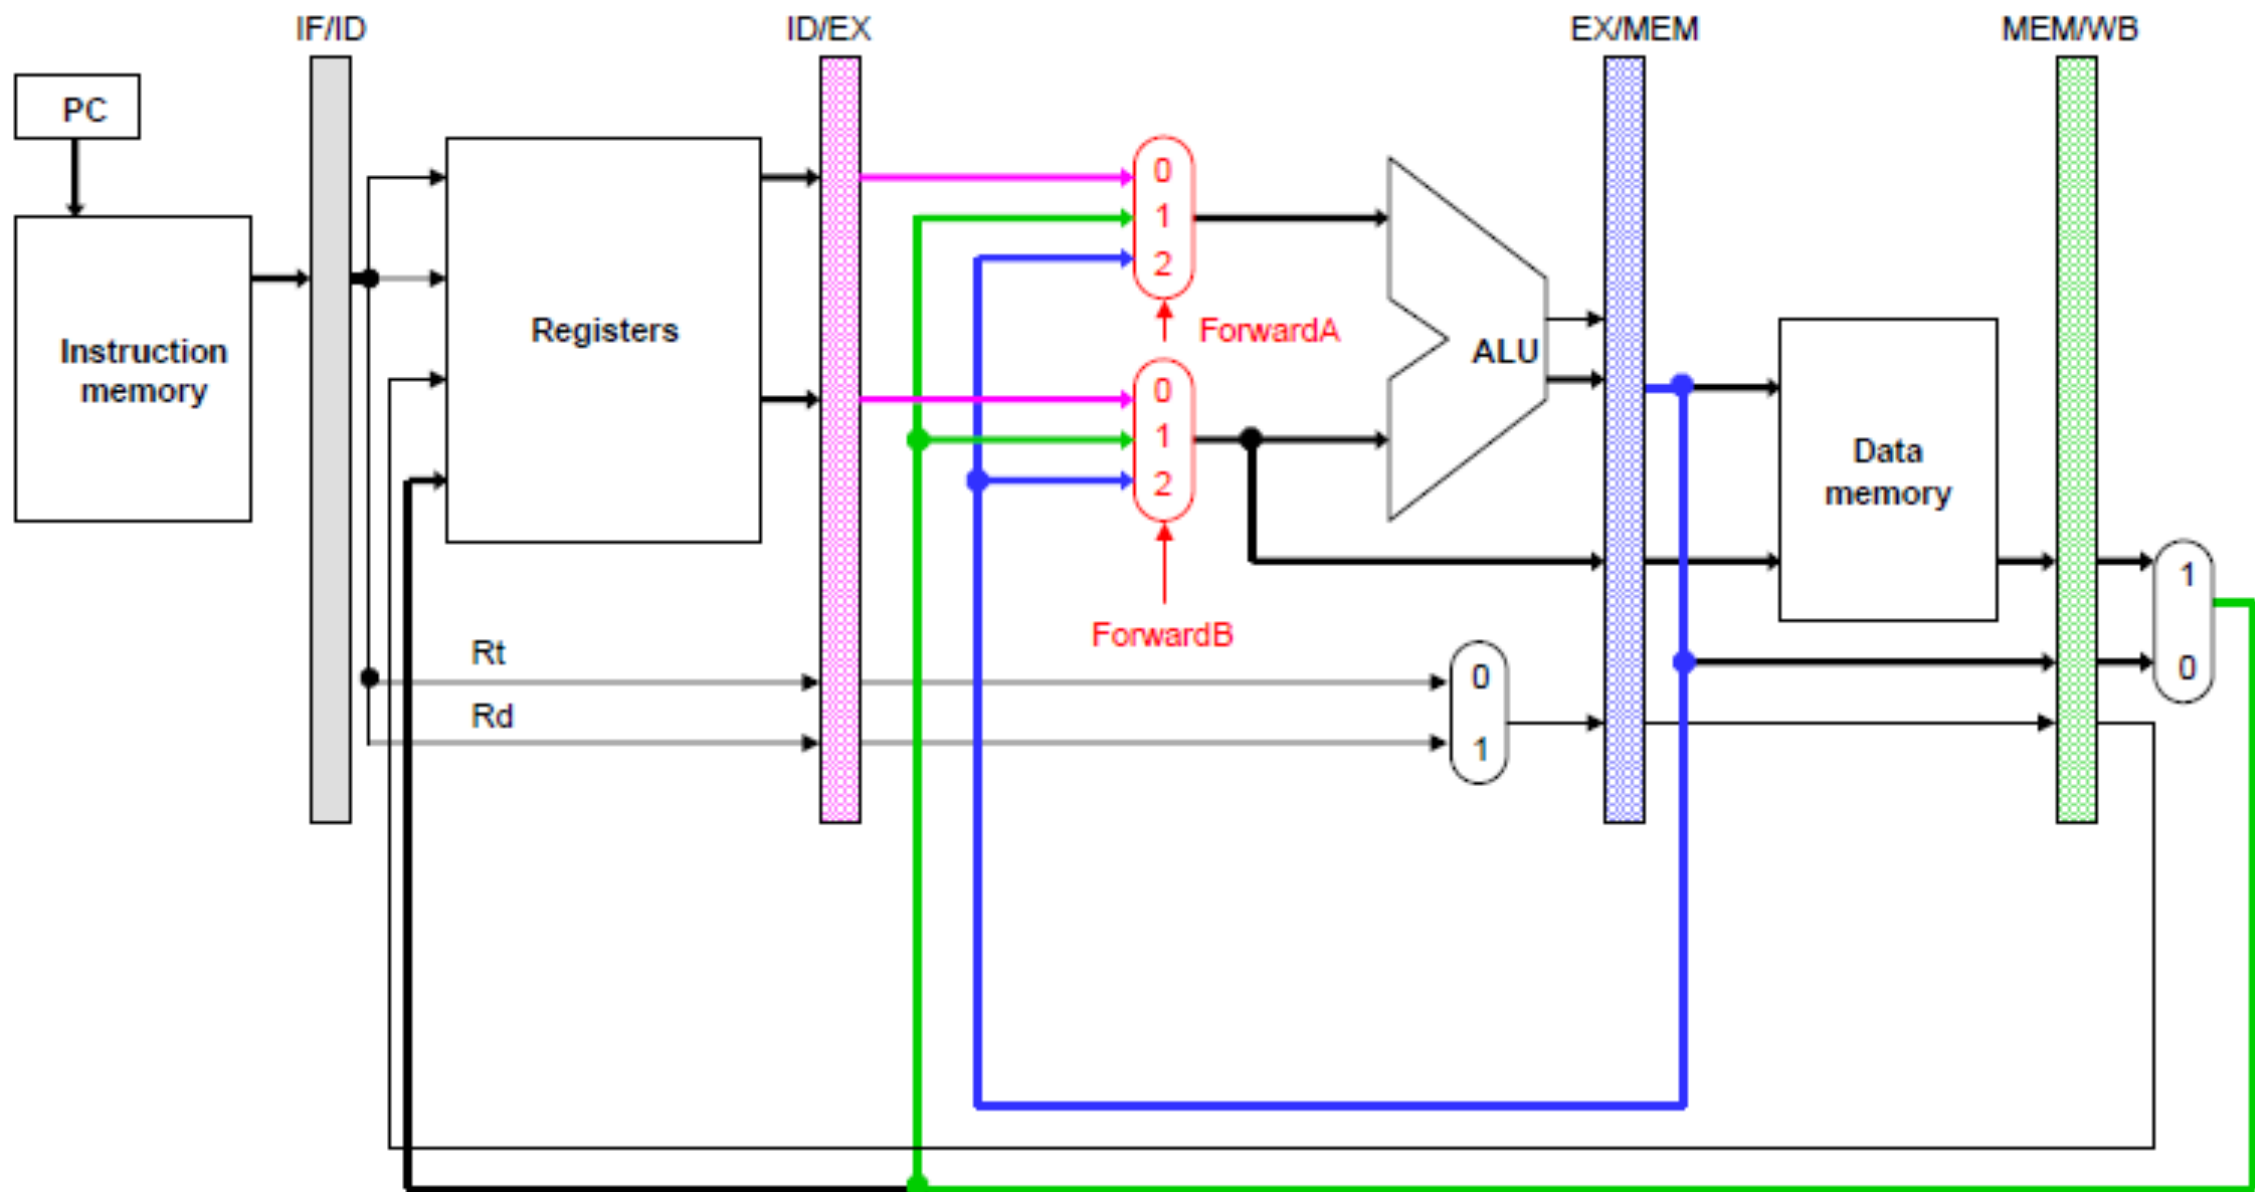 IF/ID
ID/EX
EX/MEM
MEM/WB
PC
0
1
2
Instruction
memory
Registers
ForwardA
ALU
0
1
2
Data
memory
1
0
ForwardB
Rt
0
Rd
1